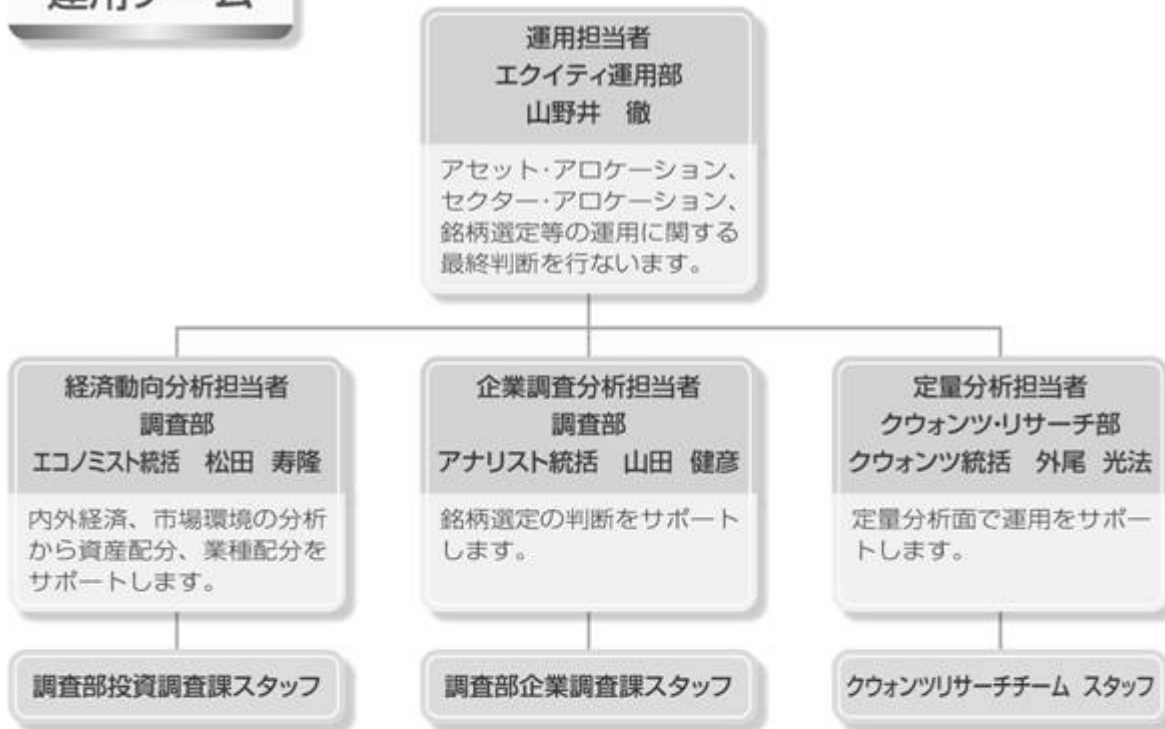 運用チーム
運用担当者
エクイティ運用部
山野井 徹
アセット・アロケーション、
セクター・アロケーション、
銘柄選定等の運用に関する
最終判断を行ないます。
経済動向分析担当者
調査部
エコノミスト統括 松田 寿隆
内外経済、市場環境の分析
から資産配分、業種配分を
サポートします。
調査部投資調査課スタッフ
企業調査分析担当者
調査部
アナリスト統括 山田 健彦
銘柄選定の判断をサポート
します。
調査部企業調査課スタッフ
定量分析担当者
クウォンツ・リサーチ部
クウォンツ統括 外尾 光法
定量分析面で運用をサポー
トします。
クウォンツリサーチチーム スタッフ